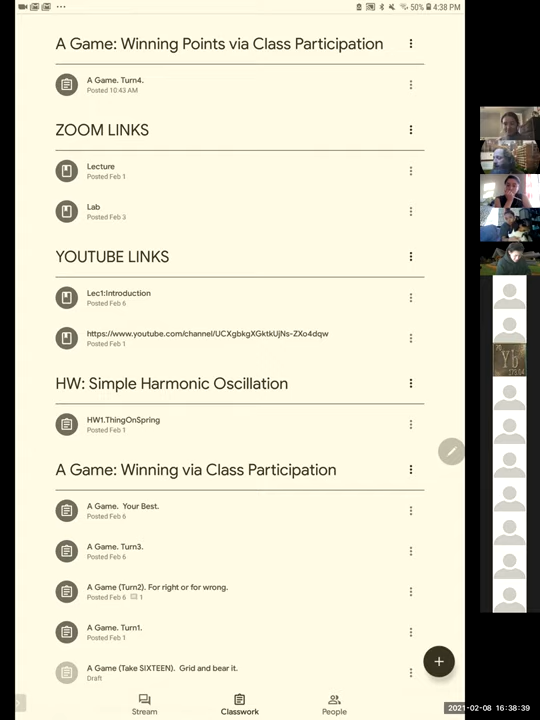 50% 4:38 PM
A Game: Winning Points via Class Participation
A Game. Turn4.
Posted 10:43 AM
ZOOM LINKS
Lecture
Posted Feb 1
Lab
Posted Feb 3
YOUTUBE LINKS
Lec1:Introduction
Posted Feb 6
https://www.youtube.com/channel/UCXgbkgXGktkUjNs-ZXo4dqw
Posted Feb 1
HW: Simple Harmonic Oscillation
HW1.ThingOnSpring
Posted Feb 1
A Game: Winning via Class Participation
A Game. Your Best.
Posted Feb 6
A Game. Turn3.
Posted Feb 6
A Game (Turn2). For right or for wrong.
Posted Feb 6 1
A Game. Turn1.
Posted Feb 1
A Game (Take SIXTEEN). Grid and bear it.
Draft
Stream
Classwork
People
Yb
2021-02-08 16:38:39